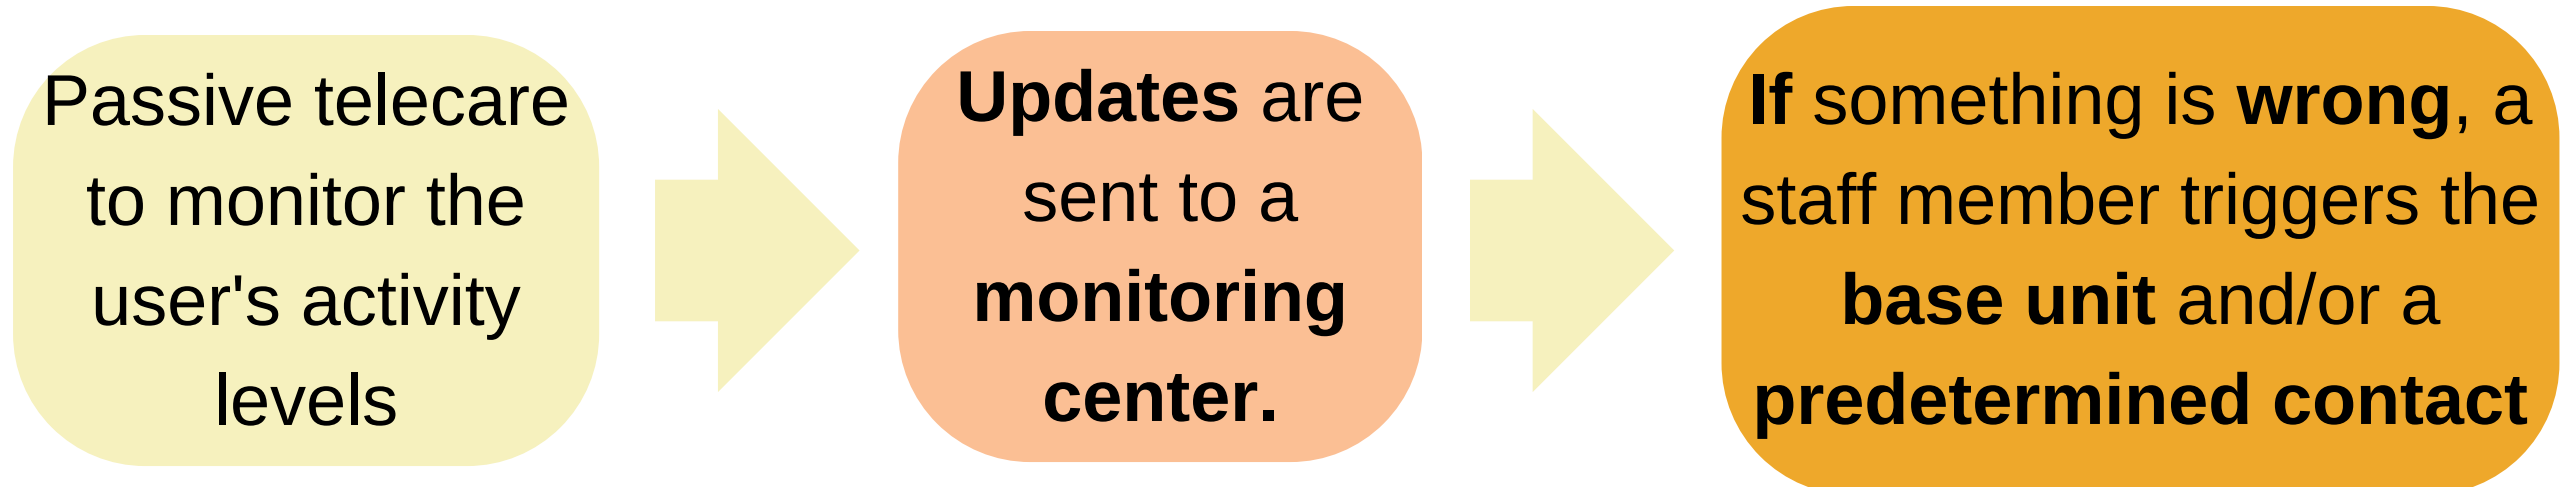 Passive telecare
to monitor the
user's activity
levels
Updates are
sent to a
monitoring
center.
If something is wrong, a
staff member triggers the
base unit and/or a
predetermined contact